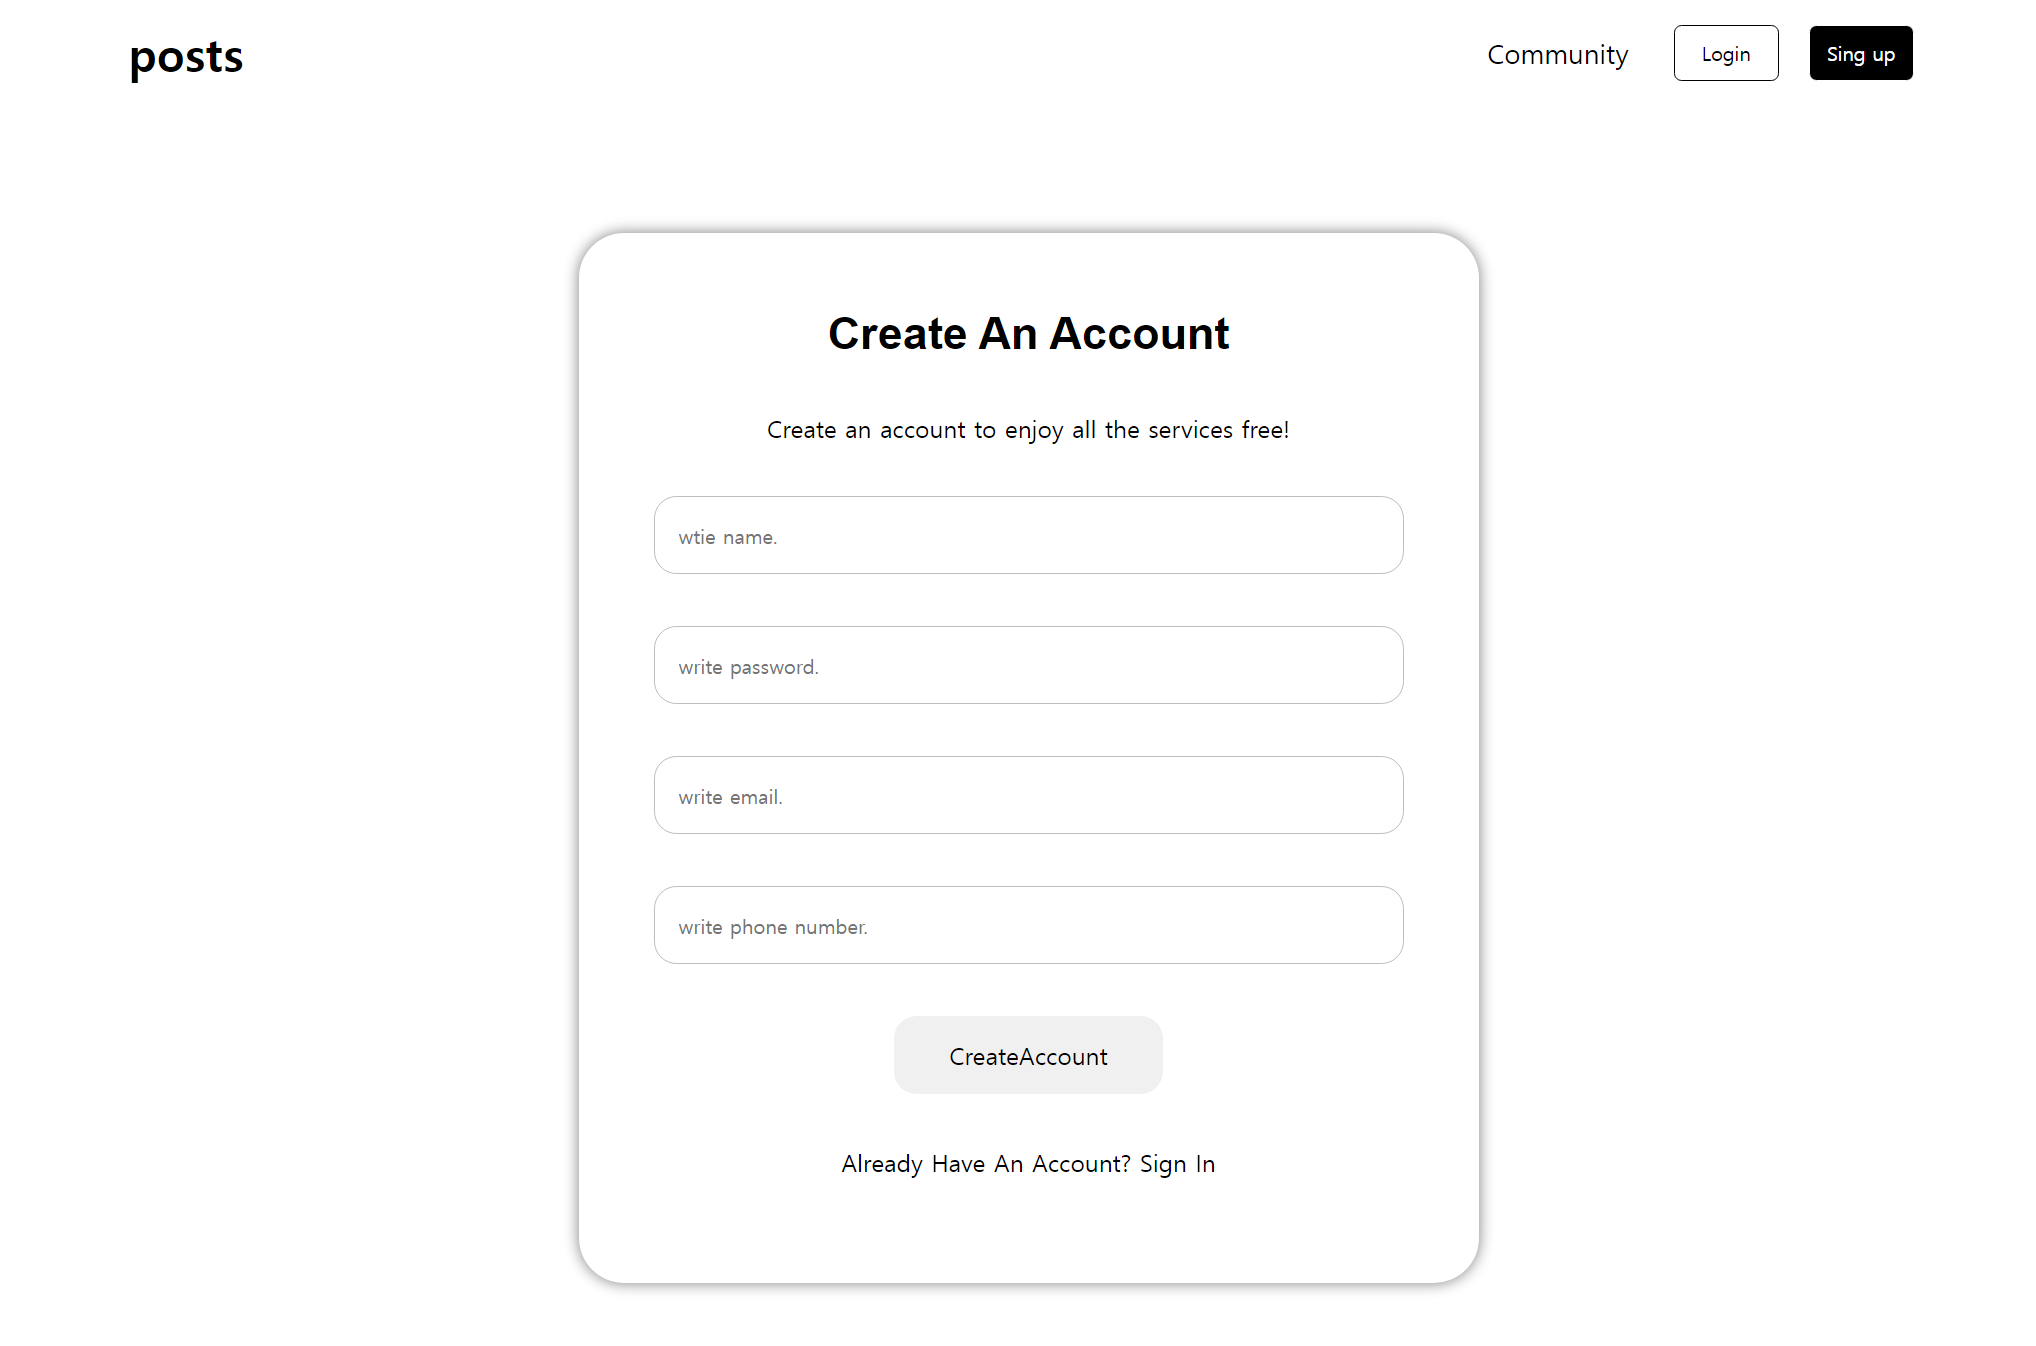 posts
Community
Login
Sing up
Create An Account
Create an account to enjoy all the services free!
wtie name.
write password.
write email.
write phone number.
CreateAccount
Already Have An Account? Sign In